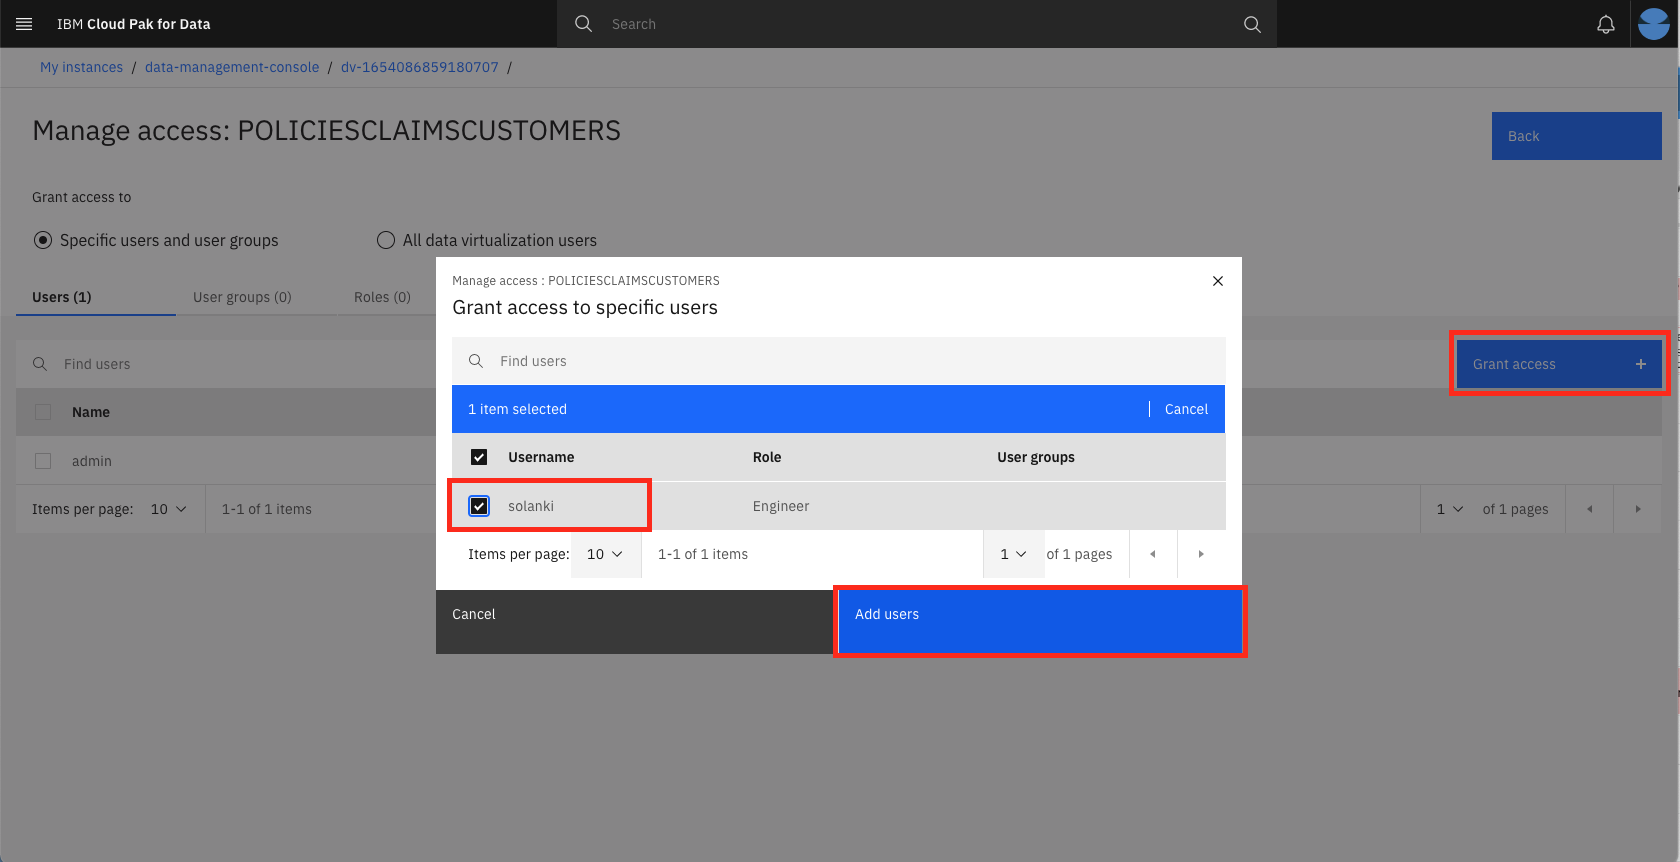 IBM Cloud Pak for Data
Search
My instances / data-management-console / dv-1654086859180707 /
Manage access: POLICIESCLAIMSCUSTOMERS
Back
Grant access to
Specific users and user groups
All data virtualization users
Users (1)
User groups (0)
Roles (0)
Find users
Grant access +
Name
admin
Items per page: 10
1-1 of 1 items
1 of 1 pages
Manage access : POLICIESCLAIMSCUSTOMERS
Grant access to specific users
Find users
1 item selected
Cancel
Username Role User groups
solanki Engineer
Items per page: 10 1-1 of 1 items 1 of 1 pages
Cancel
Add users